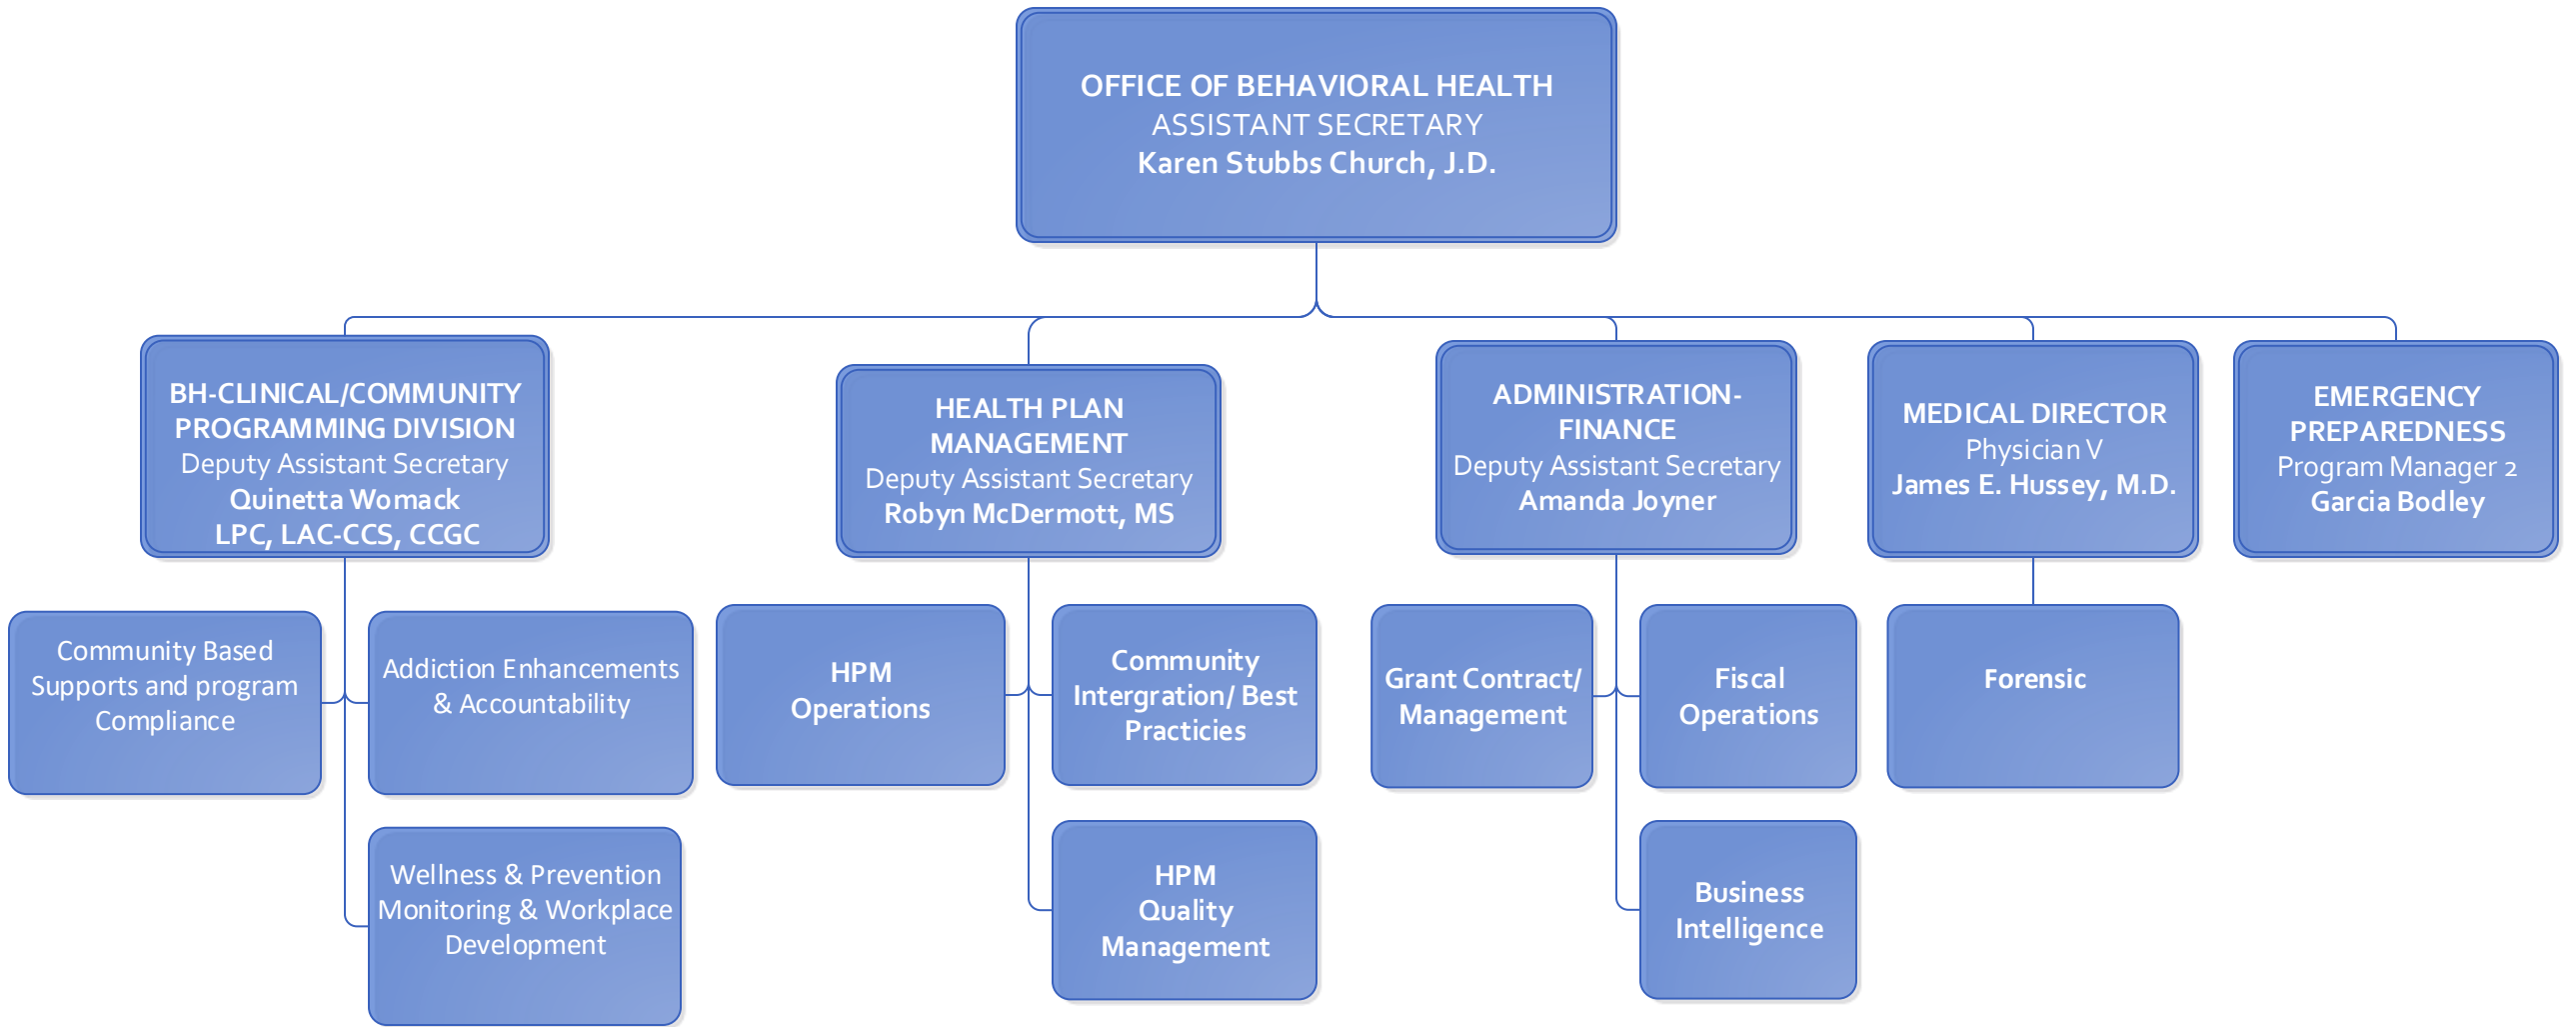 OFFICE OF BEHAVIORAL HEALTH
ASSISTANT SECRETARY
Karen Stubbs Church, J.D.
BH-CLINICAL/COMMUNITY
PROGRAMMING DIVISION
Deputy Assistant Secretary
Quinetta Womack
LPC, LAC-CCS, CCGC
HEALTH PLAN
MANAGEMENT
Deputy Assistant Secretary
Robyn McDermott, MS
ADMINISTRATION-
FINANCE
Deputy Assistant Secretary
Amanda Joyner
MEDICAL DIRECTOR
Physician V
James E. Hussey, M.D.
EMERGENCY
PREPAREDNESS
Program Manager 2
Garcia Bodley
Community Based
Supports and program
Compliance
Addiction Enhancements
& Accountability
HPM
Operations
Community
Intergration/ Best
Practicies
Grant Contract/
Management
Fiscal
Operations
Forensic
Wellness & Prevention
Monitoring & Workplace
Development
HPM
Quality
Management
Business
Intelligence